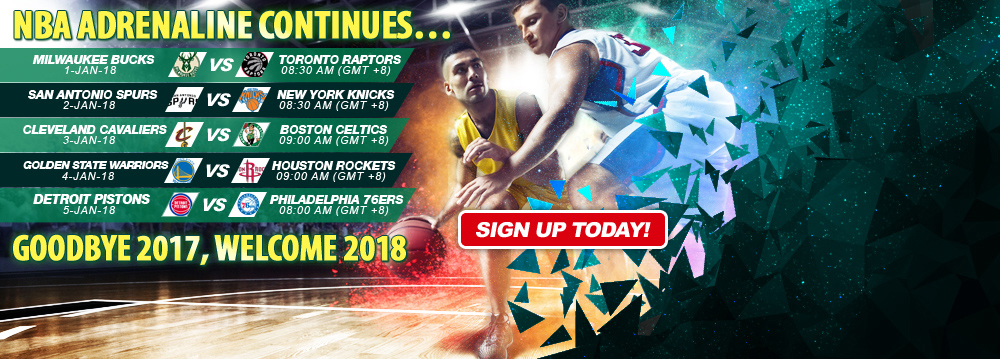 NBA ADRENALINE CONTINUES...
MILWAUKEE BUCKS VS TORONTO RAPTORS
1-JAN-18 08:30 AM (GMT +8)
SAN ANTONIO SPURS VS NEW YORK KNICKS
2-JAN-18 08:30 AM (GMT +8)
CLEVELAND CAVALIERS VS BOSTON CELTICS
3-JAN-18 09:00 AM (GMT +8)
GOLDEN STATE WARRIORS VS HOUSTON ROCKETS
4-JAN-18 09:00 AM (GMT +8)
DETROIT PISTONS VS PHILADELPHIA 76ERS
5-JAN-18 08:00 AM (GMT +8)
SIGN UP TODAY!
GOODBYE 2017, WELCOME 2018